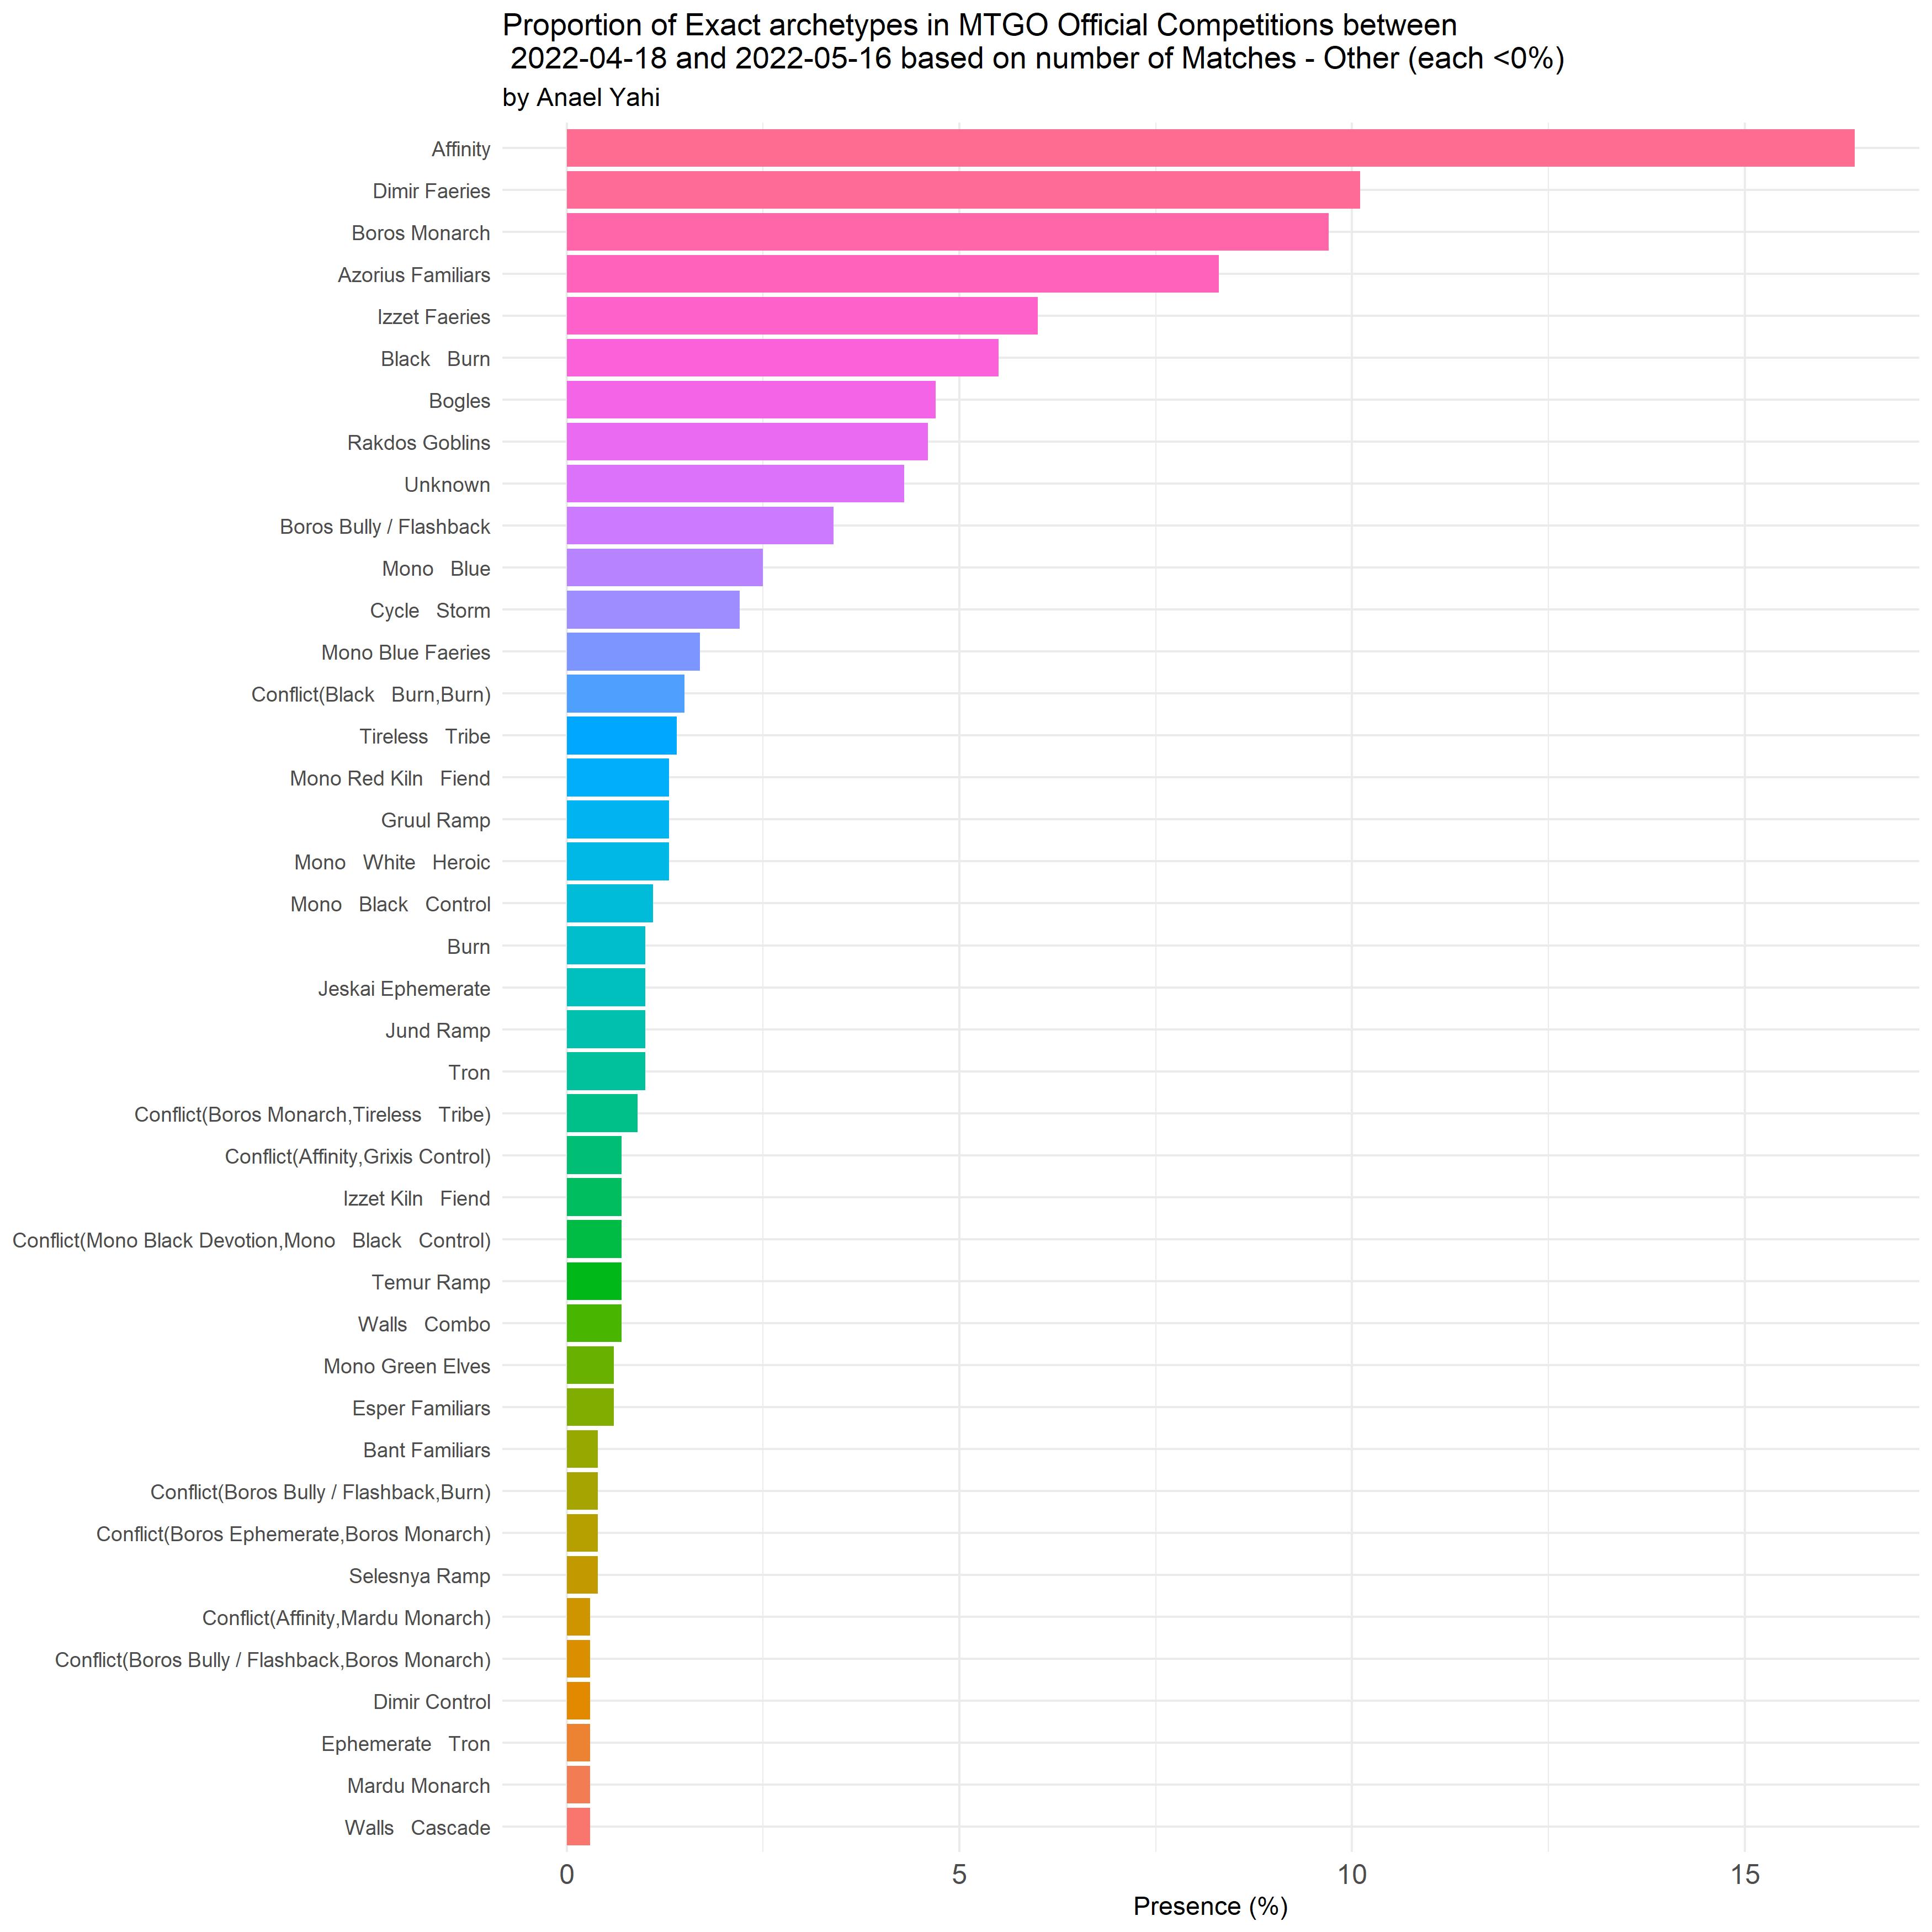 Proportion of Exact archetypes in MTGO Official Competitions between
2022-04-18 and 2022-05-16 based on number of Matches - Other (each <0%)
by Anael Yahi
Affinity
Dimir Faeries
Boros Monarch
Azorius Familiars
Izzet Faeries
Black   Burn
Bogles
Rakdos Goblins
Unknown
Boros Bully / Flashback
Mono   Blue
Cycle   Storm
Mono Blue Faeries
Conflict(Black   Burn,Burn)
Tireless   Tribe
Mono Red Kiln   Fiend
Gruul Ramp
Mono   White   Heroic
Mono   Black   Control
Burn
Jeskai Ephemerate
Jund Ramp
Tron
Conflict(Boros Monarch,Tireless   Tribe)
Conflict(Affinity,Grixis Control)
Izzet Kiln   Fiend
Conflict(Mono Black Devotion,Mono   Black   Control)
Temur Ramp
Walls   Combo
Mono Green Elves
Esper Familiars
Bant Familiars
Conflict(Boros Bully / Flashback,Burn)
Conflict(Boros Ephemerate,Boros Monarch)
Selesnya Ramp
Conflict(Affinity,Mardu Monarch)
Conflict(Boros Bully / Flashback,Boros Monarch)
Dimir Control
Ephemerate   Tron
Mardu Monarch
Walls   Cascade
0 5 10 15
Presence (%)